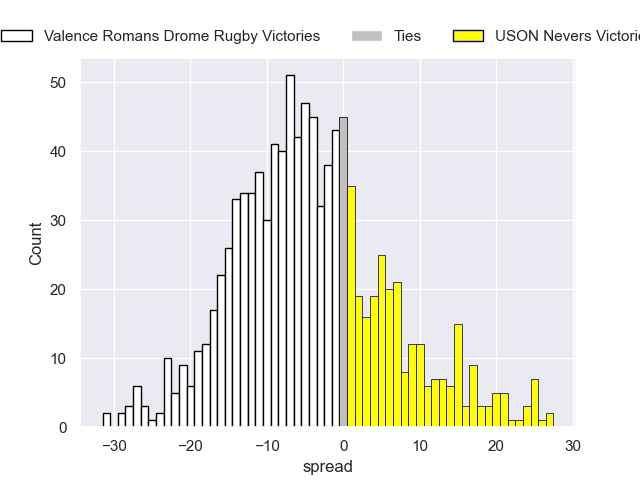 Valence Romans Drome Rugby Victories Ties USON Nevers Victorie
50
40
30
20
10
0
Count
−30 −20 −10 0 10 20 30
spread